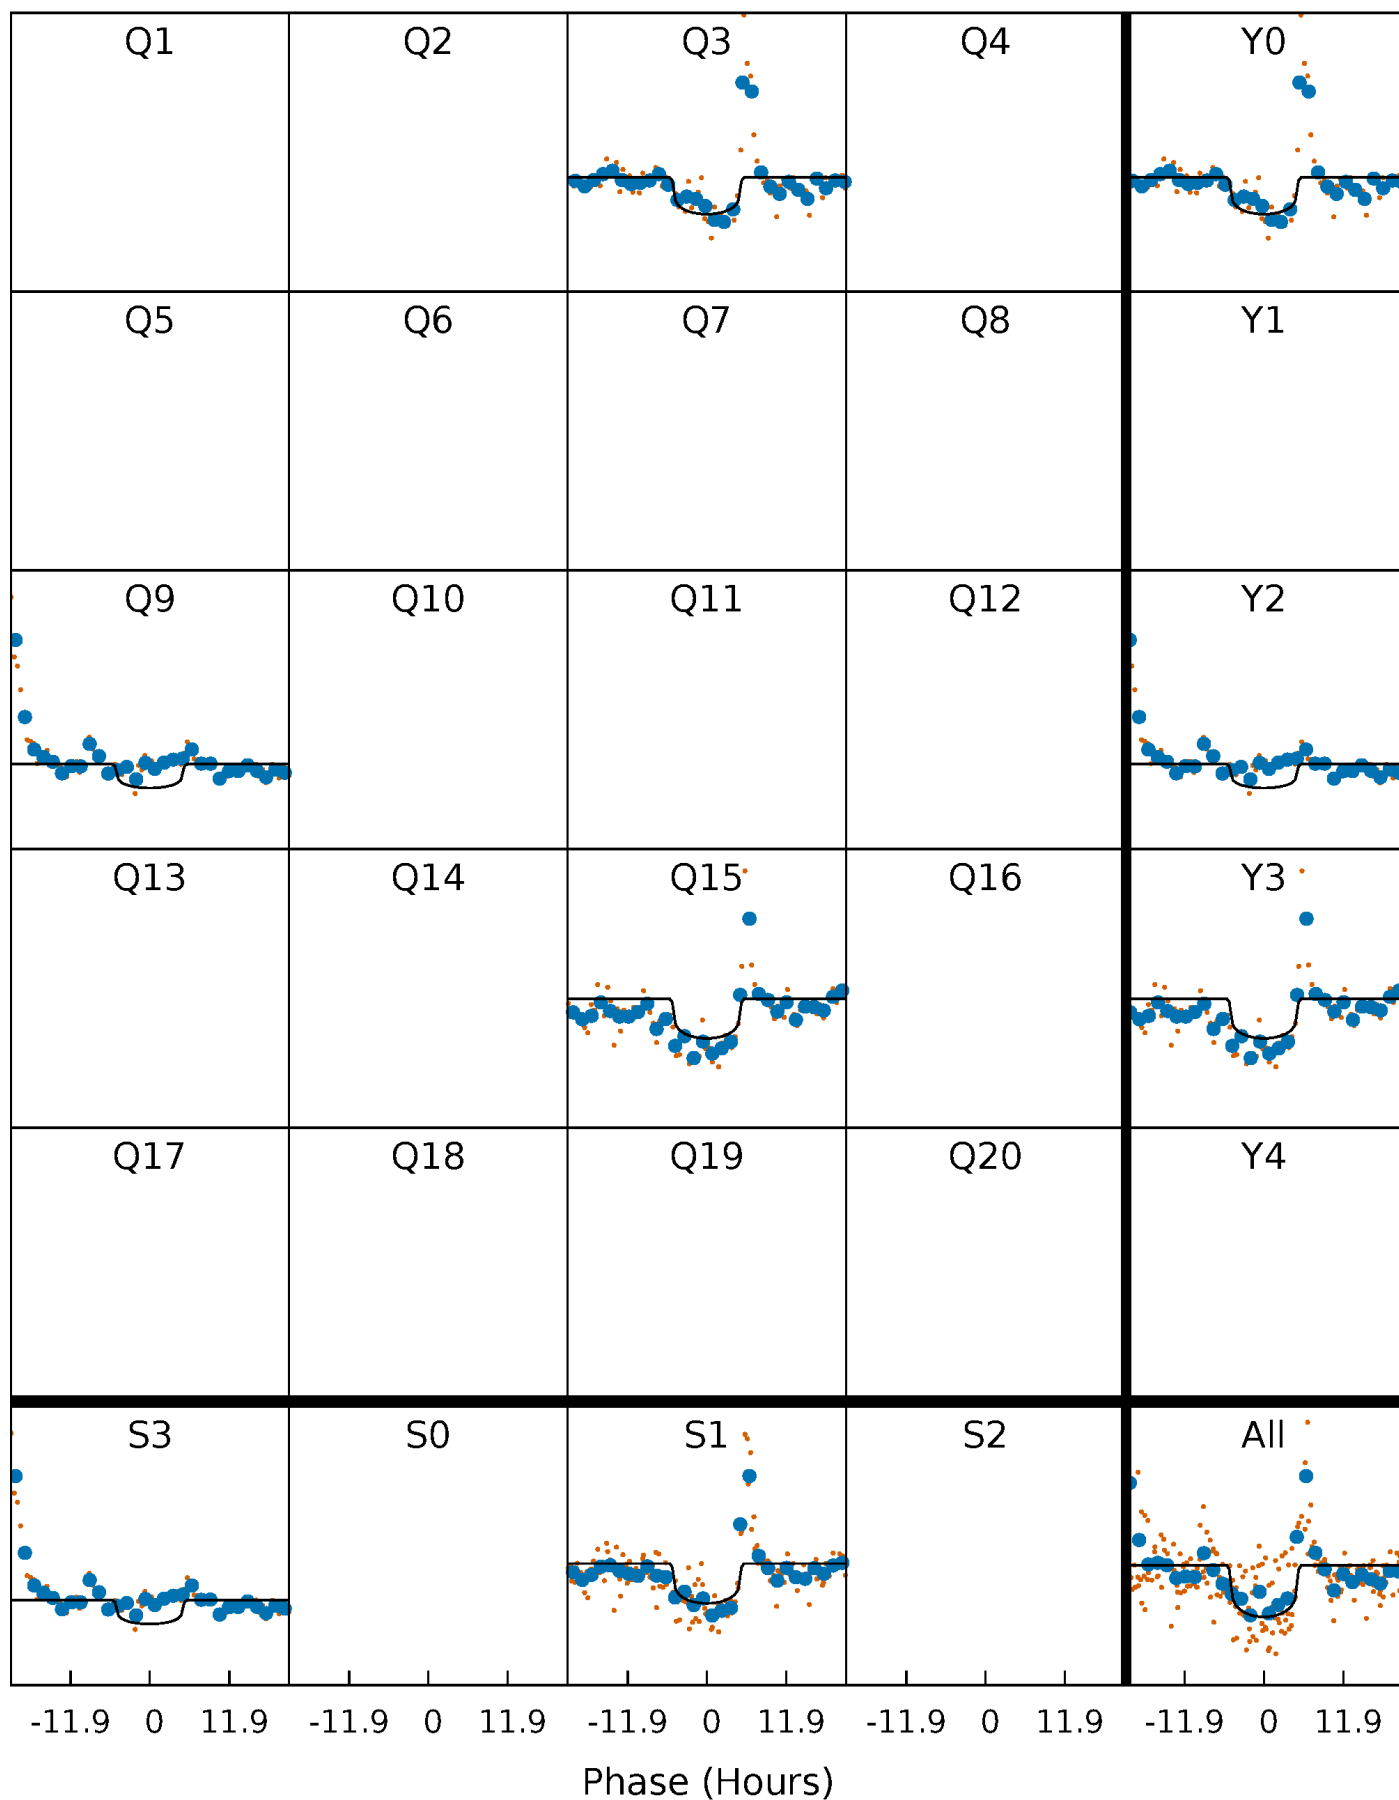 Q1 Q2 Q3 Q4 Y0
Q5 Q6 Q7 Q8 Y1
Q9 Q10 Q11 Q12 Y2
Q13 Q14 Q15 Q16 Y3
Q17 Q18 Q19 Q20 Y4
S3 S0 S1 S2 All
-11.9 0 11.9 -11.9 0 11.9 -11.9 0 11.9 -11.9 0 11.9 -11.9 0 11.9
Phase (Hours)